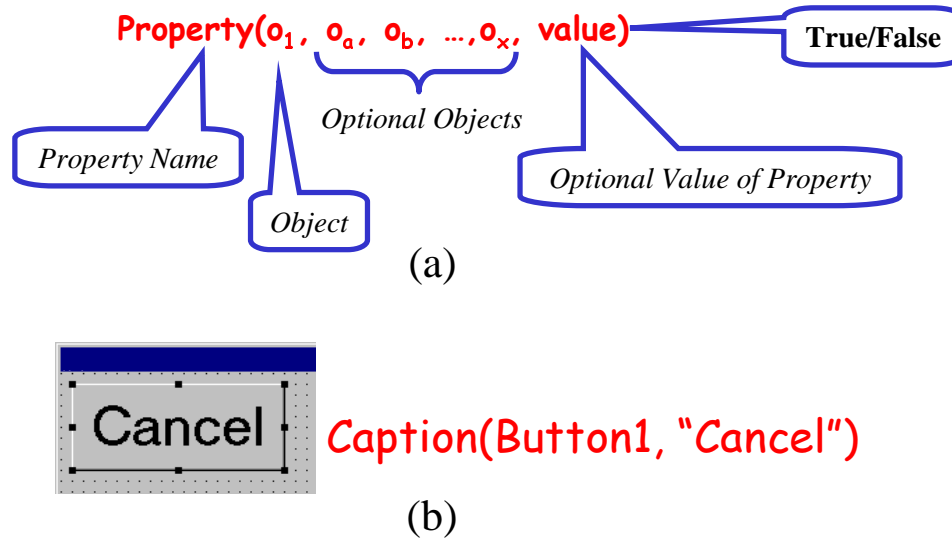 Property(o₁, oₐ, o_b, …,oₓ, value)
True/False
Optional Objects
Property Name
Optional Value of Property
Object
(a)
Cancel
Caption(Button1, “Cancel”)
(b)